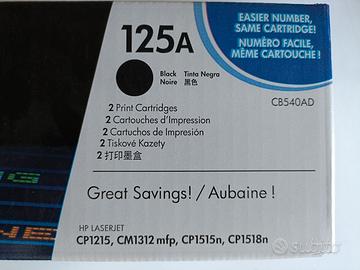 125A
EASIER NUMBER,
SAME CARTRIDGE!
NUMÉRO FACILE,
MÊME CARTOUCHE !
Black Tinta Negra
Noire 黑色
CB540AD
2 Print Cartridges
2 Cartouches d'Impression
2 Cartuchos de Impresión
2 Tiskové Kazety
2 打印墨盒
Great Savings! / Aubaine !
HP LASERJET
CP1215, CM1312 mfp, CP1515n, CP1518n
subito